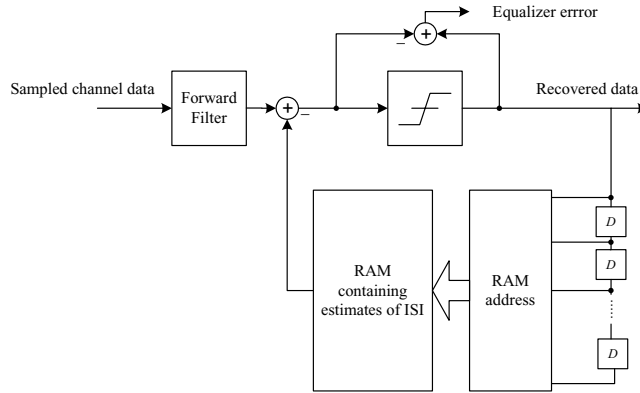 Equalizer errror
Sampled channel data
Forward
Filter
+
−
+
−
Recovered data
RAM
containing
estimates of ISI
RAM
address
D
D
D